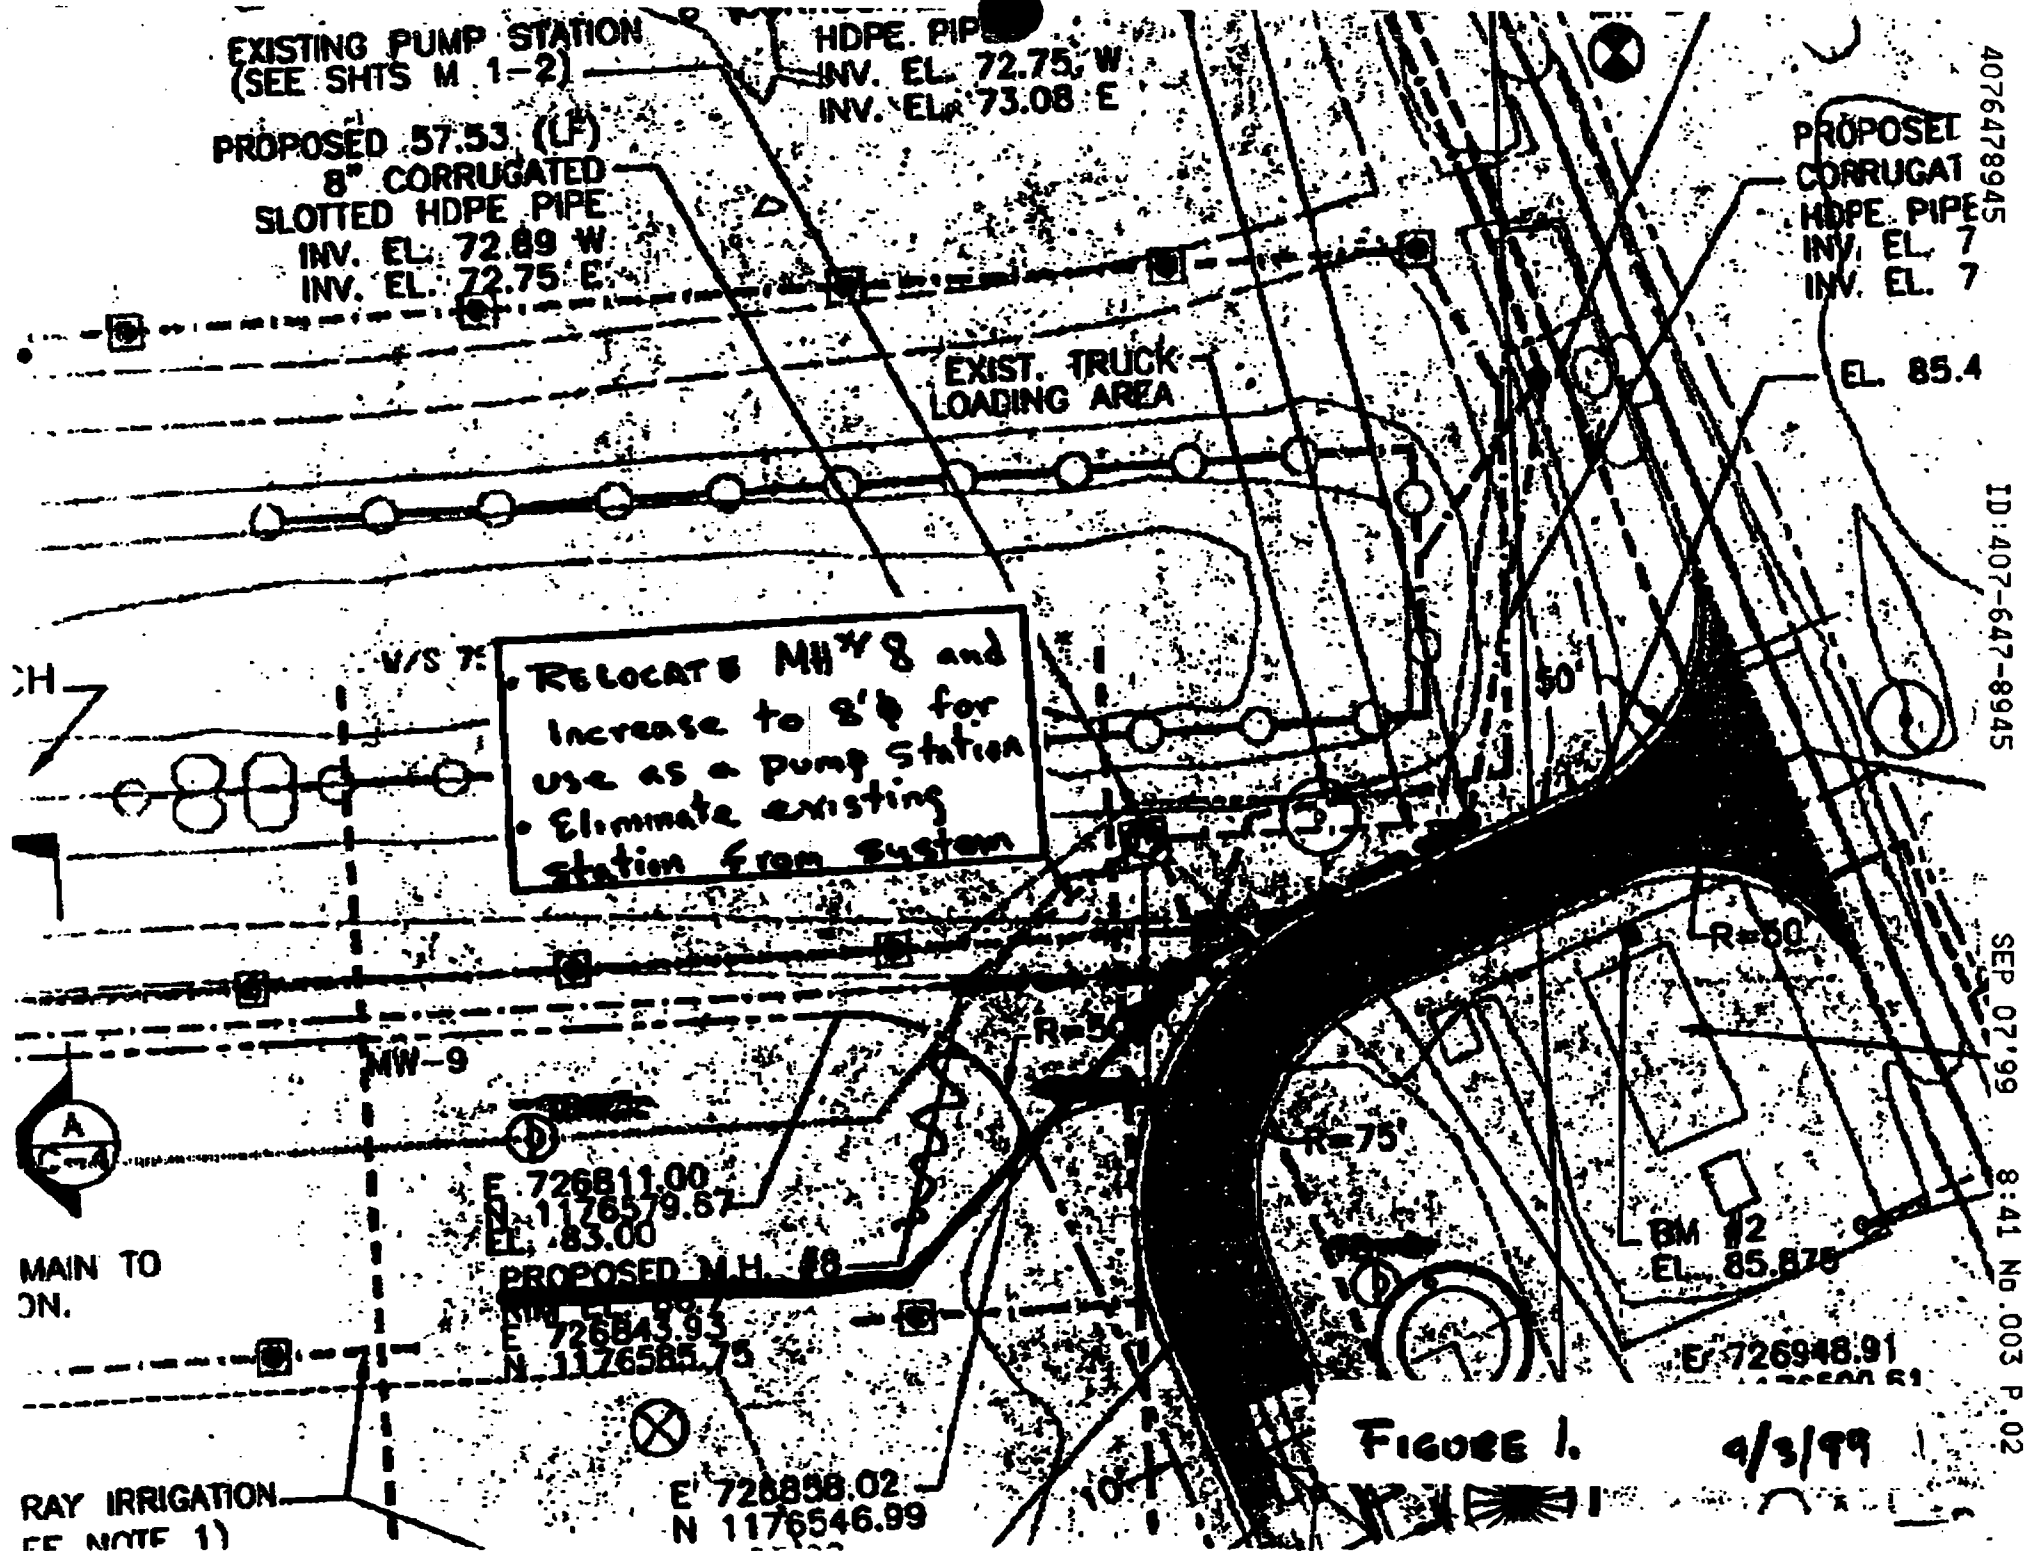 EXISTING PUMP STATION
(SEE SHTS M 1-2)
HDPE PIP
INV. EL. 72.75 W
INV. EL. 73.08 E
PROPOSED 57.53 (LF)
8" CORRUGATED
SLOTTED HDPE PIPE
INV. EL. 72.89 W
INV. EL. 72.75 E
PROPOSED
CORRUGAT
HDPE PIPE
INV. EL. 7
INV. EL. 7
EXIST. TRUCK
LOADING AREA
EL. 85.4
CH
• RELOCATE MH # 8 and
increase to 8'φ for
use as a pump station
• Eliminate existing
station from system
50'
R=50'
R=50
MW-9
R=75'
A
E 726811.00
N 1176579.67
EL. 83.00
PROPOSED M.H. #8
E 726843.93
N 1176585.75
MAIN TO
ON.
BM #2
EL. 85.875
E 726948.91
FIGURE 1.
9/3/99
RAY IRRIGATION
EE NOTE 1)
E 726858.02
N 1176546.99
10'
4076478945
ID:407-647-8945
SEP 07'99
8:41 No.003 P.02